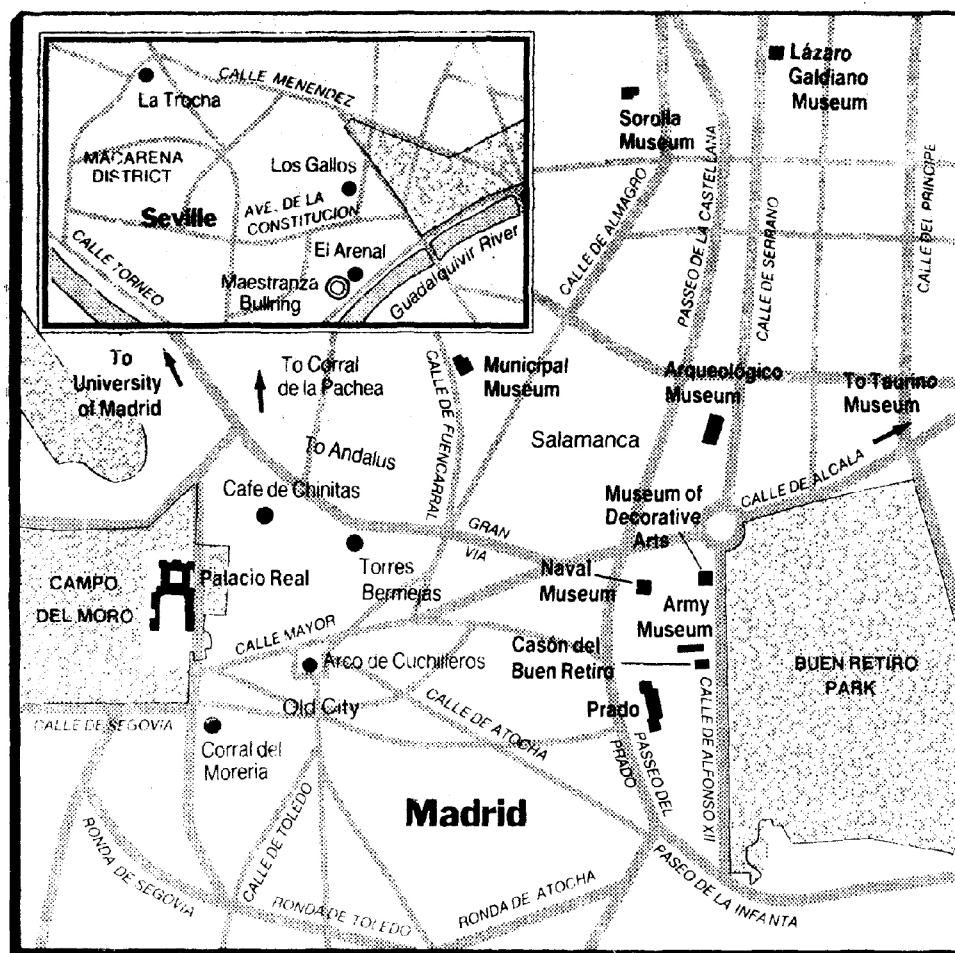 CALLE MENENDEZ
La Trocha
MACARENA
DISTRICT
Los Gallos
Seville
AVE. DE LA
CONSTITUCION
CALLE TORNEO
El Arenal
Maestranza
Bullring
Guadalquivir River
Lázaro
Galdiano
Museum
Sorolla
Museum
CALLE DE ALMAGRO
PASSEO DE LA CASTELLANA
CALLE DE SERRANO
CALLE DEL PRINCIPE
To
University
of Madrid
To Corral
de la Pachea
CALLE DE FUENCARRAL
Municipal
Museum
Arqueológico
Museum
To Taurino
Museum
To Andalus
Salamanca
CALLE DE ALCALA
Cafe de Chinitas
Museum of
Decorative
Arts
GRAN
VIA
Torres
Bermejas
Naval
Museum
CAMPO
DEL MORO
Palacio Real
Army
Museum
CALLE MAYOR
Casón del
Buen Retiro
BUEN RETIRO
PARK
Arco de Cuchilleros
Old City
CALLE DE SEGOVIA
CALLE DE ATOCHA
Prado
Corral del
Moreria
PASSEO DEL
PRADO
CALLE DE ALFONSO XII
Madrid
CALLE DE TOLEDO
RONDA DE SEGOVIA
RONDA DE TOLEDO
RONDA DE ATOCHA
PASEO DE LA INFANTA